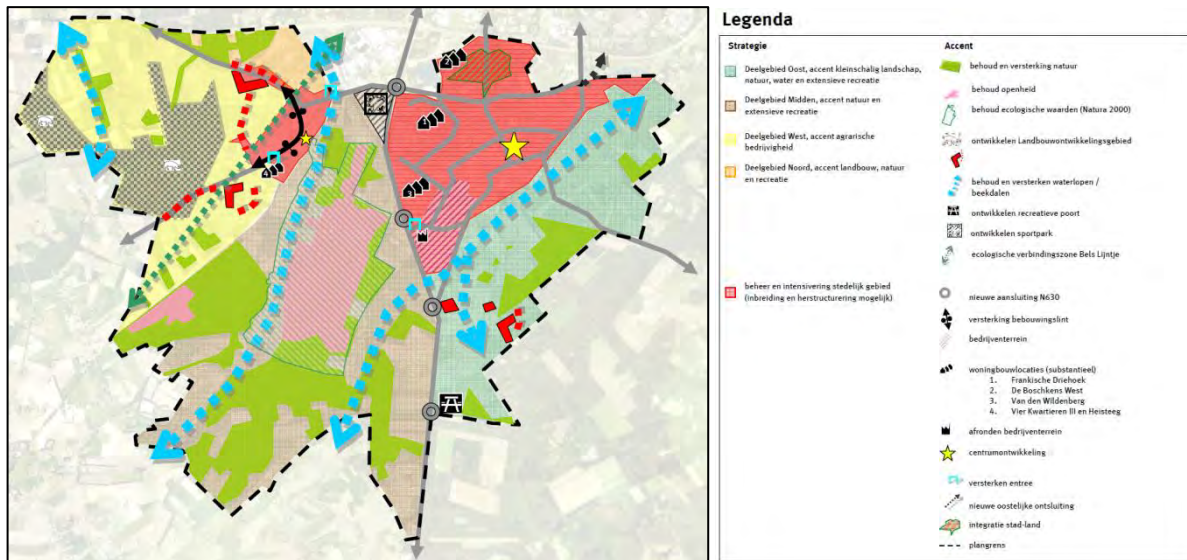 Legenda
Strategie
Deelgebied Oost, accent kleinschalig landschap,
natuur, water en extensieve recreatie
Deelgebied Midden, accent natuur en
extensieve recreatie
Deelgebied West, accent agrarische
bedrijvigheid
Deelgebied Noord, accent landbouw, natuur
en recreatie
beheer en intensivering stedelijk gebied
(inbreiding en herstructurering mogelijk)
Accent
behoud en versterking natuur
behoud openheid
behoud ecologische waarden (Natura 2000)
ontwikkelen Landbouwontwikkelingsgebied
behoud en versterken waterlopen /
beekdalen
ontwikkelen recreatieve poort
ontwikkelen sportpark
ecologische verbindingszone Bels Lijntje
nieuwe aansluiting N630
versterking bebouwingslint
bedrijventerrein
woningbouwlocaties (substantieel)
1. Frankische Driehoek
2. De Boschkens West
3. Van den Wildenberg
4. Vier Kwartieren III en Heisteeg
afronden bedrijventerrein
centrumontwikkeling
versterken entree
nieuwe oostelijke ontsluiting
integratie stad-land
plangrens